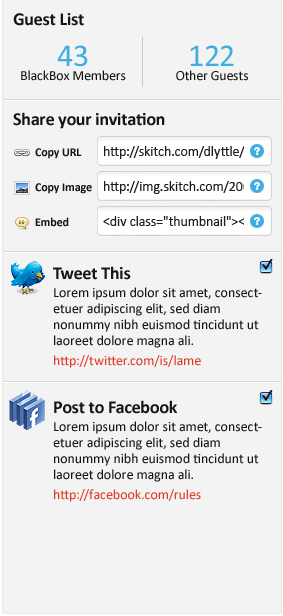 Guest List
43 122
BlackBox Members Other Guests
Share your invitation
Copy URL http://skitch.com/dlyttle/ ?
Copy Image http://img.skitch.com/20 ?
Embed <div class="thumbnail">< ?
Tweet This
Lorem ipsum dolor sit amet, consect-
etuer adipiscing elit, sed diam
nonummy nibh euismod tincidunt ut
laoreet dolore magna ali.
http://twitter.com/is/lame
Post to Facebook
Lorem ipsum dolor sit amet, consect-
etuer adipiscing elit, sed diam
nonummy nibh euismod tincidunt ut
laoreet dolore magna ali.
http://facebook.com/rules